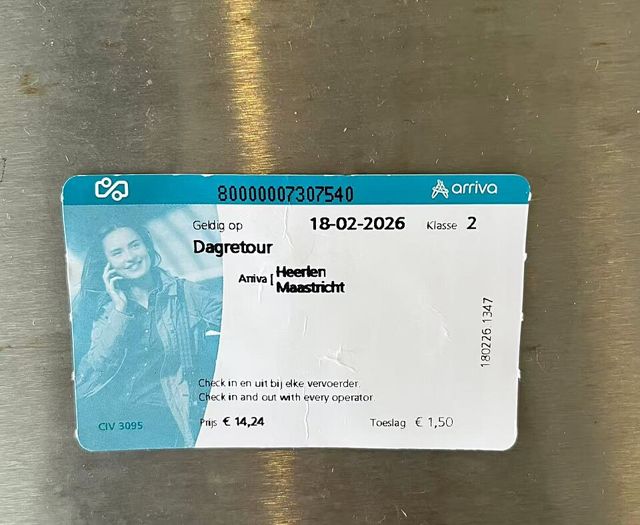 80000007307540
arriva
Geldig op 18-02-2026 Klasse 2
Dagretour
Arriva [ Heerlen
Maastricht
180226 1347
Check in en uit bij elke vervoerder.
Check in and out with every operator.
CIV 3095
Prijs € 14,24 Toeslag € 1,50